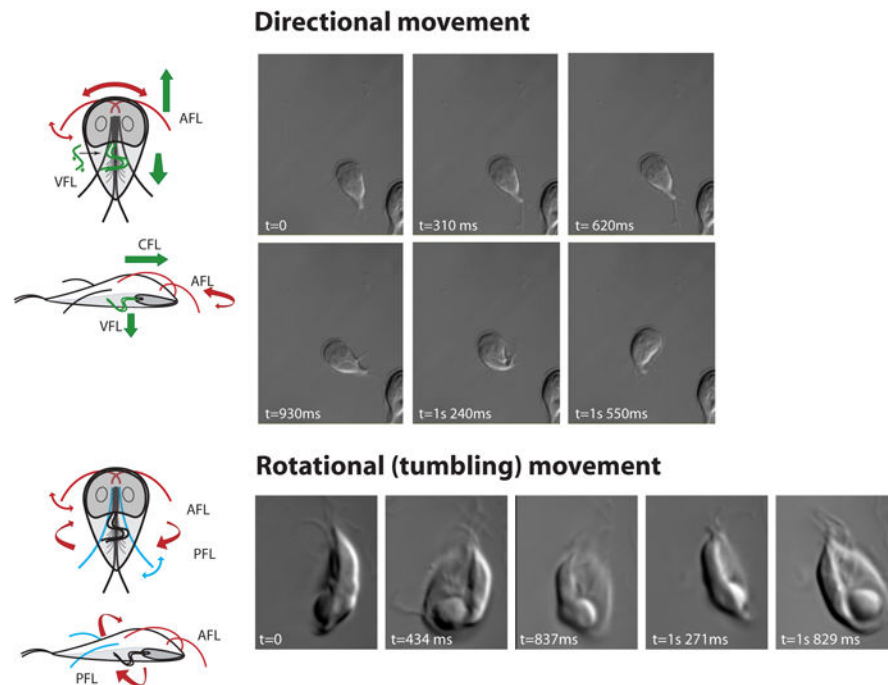 Directional movement
AFL
VFL
CFL
AFL
VFL
t=0
t=310 ms
t= 620ms
t=930ms
t=1s 240ms
t=1s 550ms
Rotational (tumbling) movement
AFL
PFL
AFL
PFL
t=0
t=434 ms
t=837ms
t=1s 271ms
t=1s 829 ms